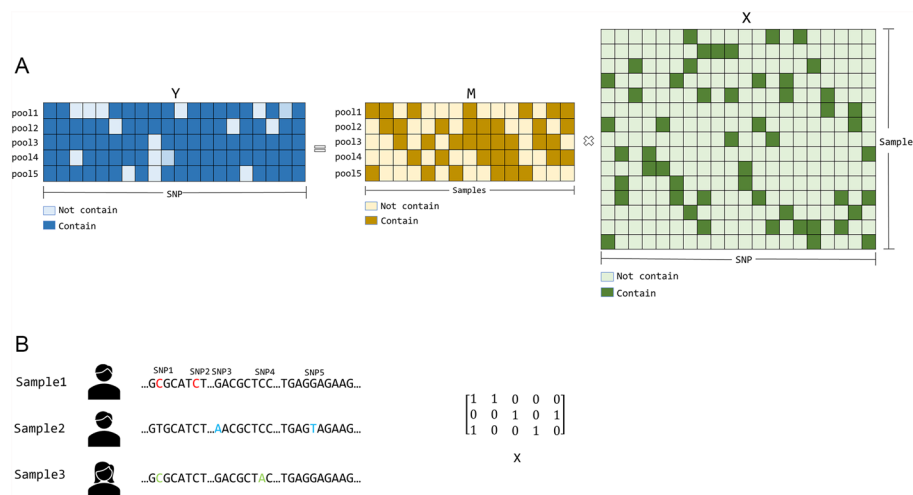 X
A
Y
M
pool1
pool2
pool3
pool4
pool5
SNP
Not contain
Contain
=
pool1
pool2
pool3
pool4
pool5
Samples
Not contain
Contain
Sample
SNP
Not contain
Contain
B
SNP1 SNP2 SNP3 SNP4 SNP5
Sample1 …GCGCATCT…GACGCTCC…TGAGGAGAAG…
Sample2 …GTGCATCT…AACGCTCC…TGAGTAGAAG…
Sample3 …GCGCATCT…GACGCTAC…TGAGGAGAAG…
1 1 0 0 0
0 0 1 0 1
1 0 0 1 0
X